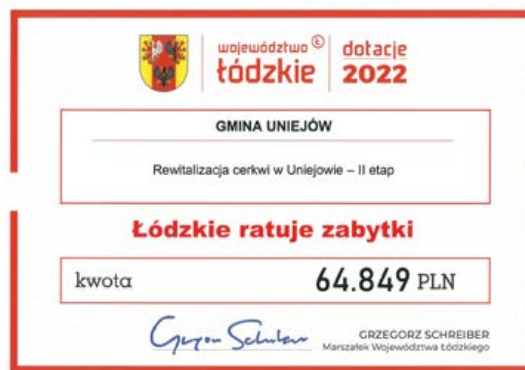 województwo Ł
łódzkie
dotacje
2022
GMINA UNIEJÓW
Rewitalizacja cerkwi w Uniejowie – II etap
Łódzkie ratuje zabytki
kwota 64.849 PLN
GRZEGORZ SCHREIBER
Marszałek Województwa Łódzkiego